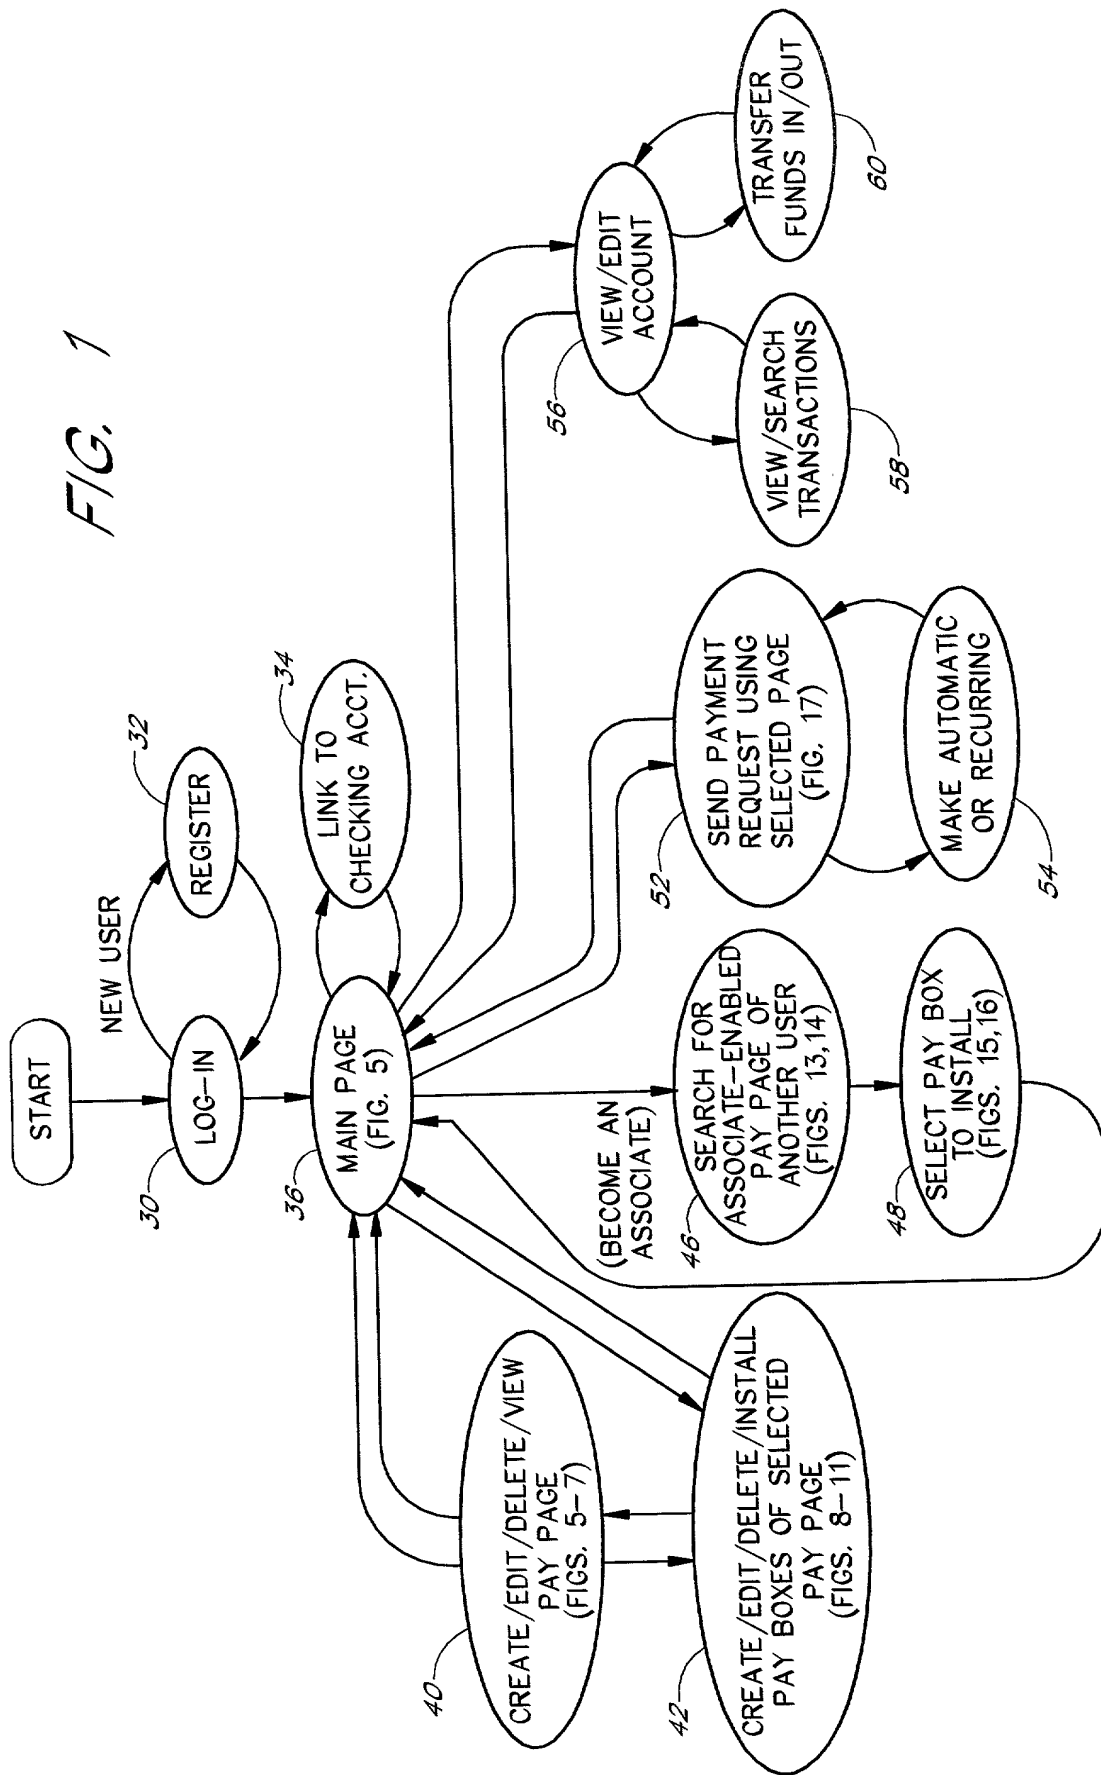 FIG. 1
START
NEW USER
LOG-IN
30
REGISTER
32
MAIN PAGE
(FIG. 5)
36
LINK TO
CHECKING ACCT.
34
CREATE/EDIT/DELETE/VIEW
PAY PAGE
(FIGS. 5-7)
40
CREATE/EDIT/DELETE/INSTALL
PAY BOXES OF SELECTED
PAY PAGE
(FIGS. 8-11)
42
(BECOME AN
ASSOCIATE)
SEARCH FOR
ASSOCIATE-ENABLED
PAY PAGE OF
ANOTHER USER
(FIGS. 13,14)
46
SELECT PAY BOX
TO INSTALL
(FIGS. 15,16)
48
SEND PAYMENT
REQUEST USING
SELECTED PAGE
(FIG. 17)
52
MAKE AUTOMATIC
OR RECURRING
54
VIEW/EDIT
ACCOUNT
56
VIEW/SEARCH
TRANSACTIONS
58
TRANSFER
FUNDS IN/OUT
60